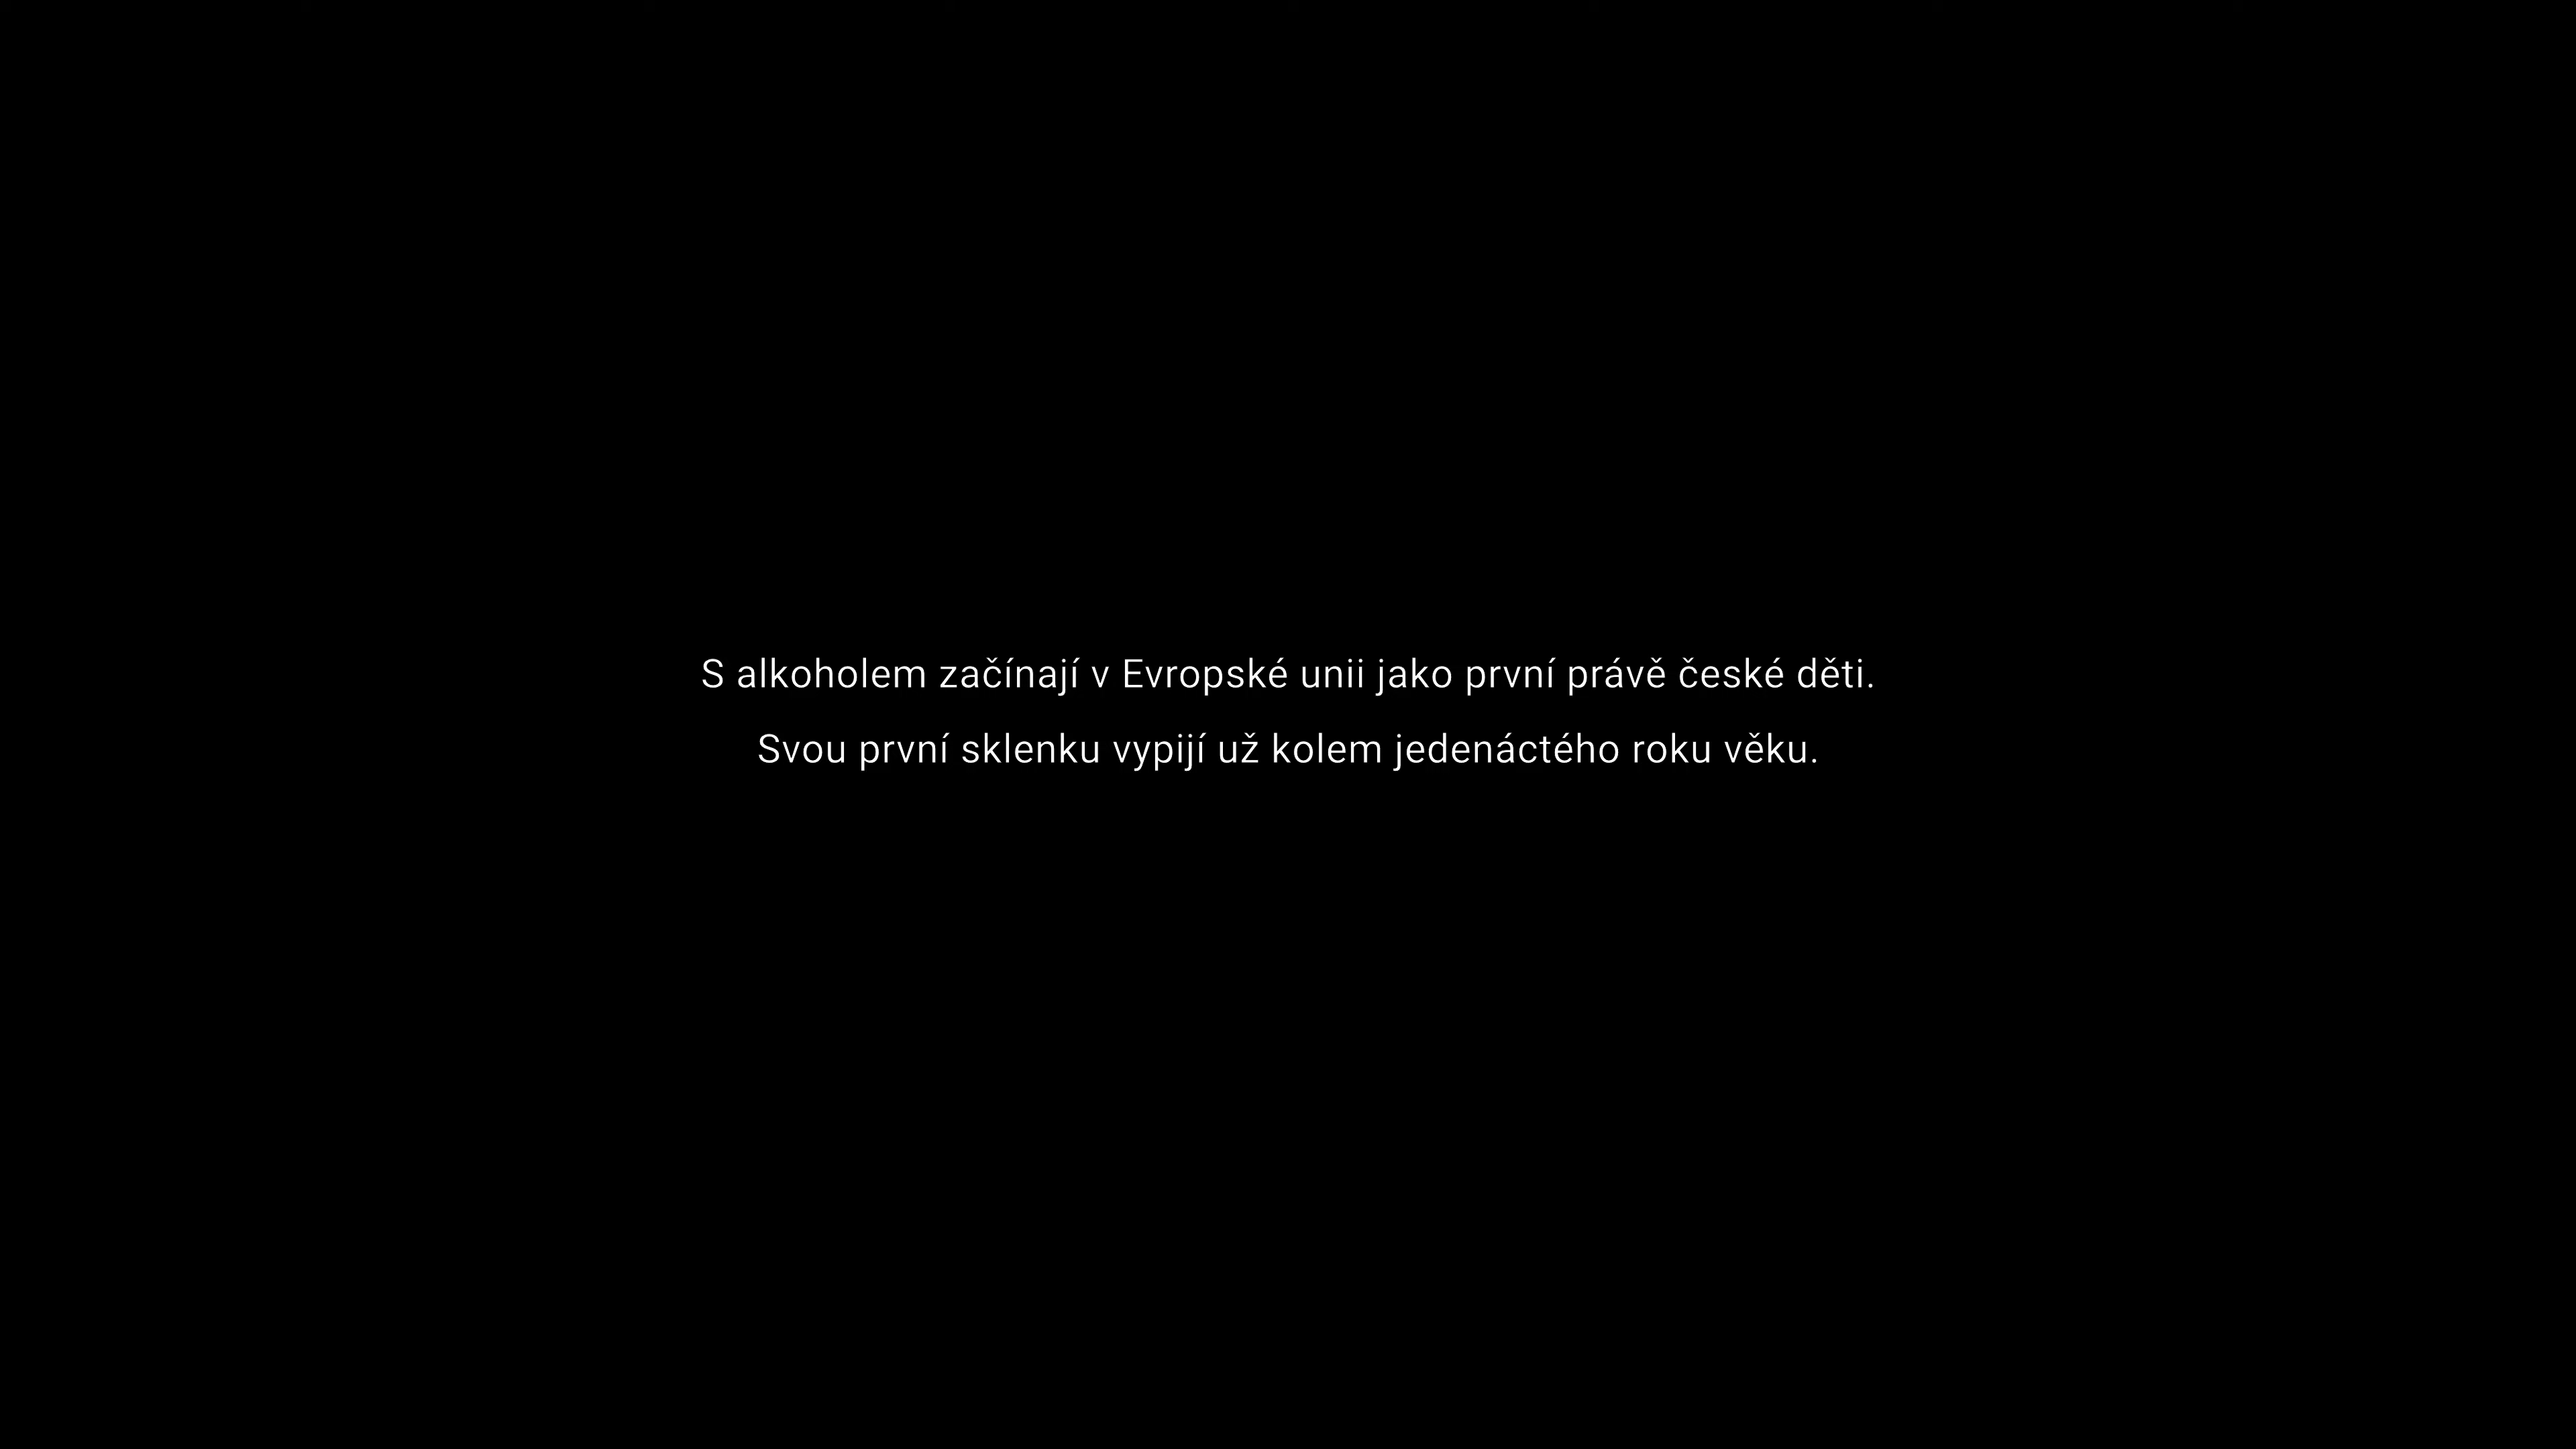 S alkoholem začínají v Evropské unii jako první právě české děti.
Svou první sklenku vypijí už kolem jedenáctého roku věku.